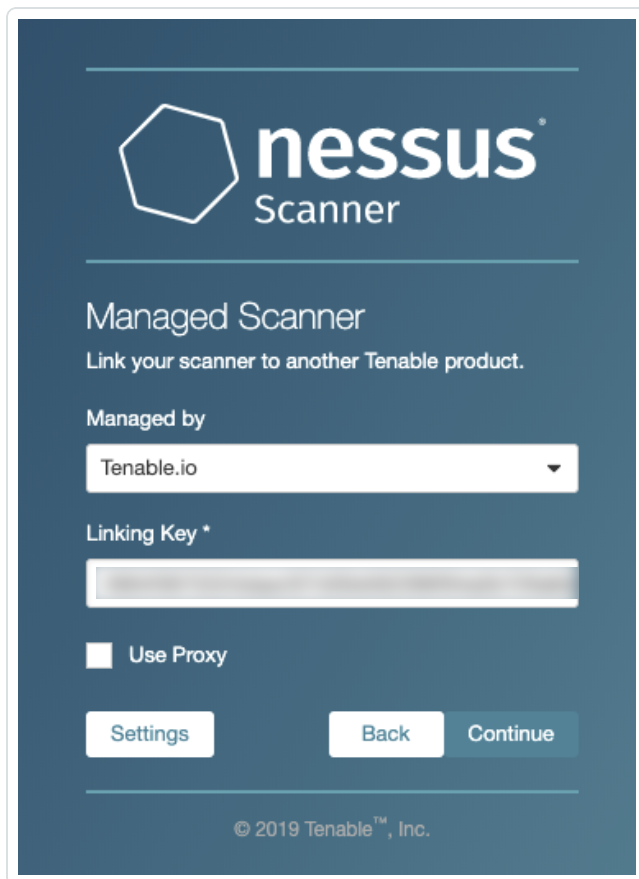 nessus®
Scanner
Managed Scanner
Link your scanner to another Tenable product.
Managed by
Tenable.io
Linking Key *
Use Proxy
Settings
Back
Continue
© 2019 Tenable™, Inc.